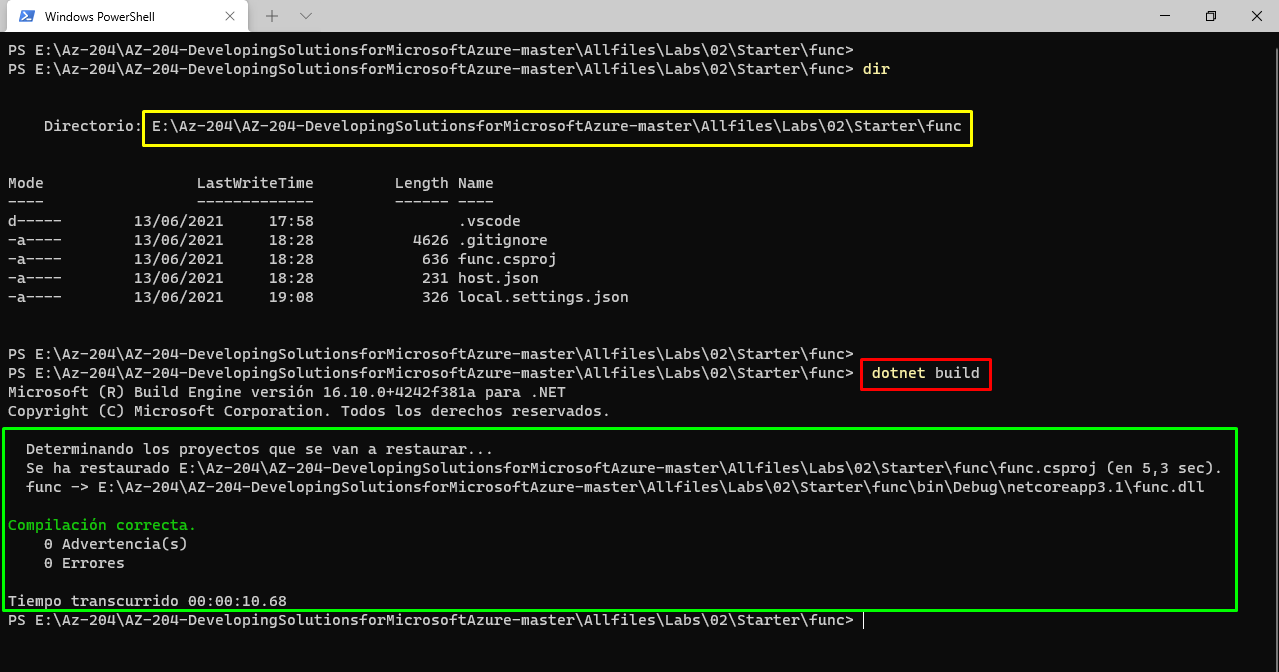 Windows PowerShell
PS E:\Az-204\AZ-204-DevelopingSolutionsforMicrosoftAzure-master\Allfiles\Labs\02\Starter\func>
PS E:\Az-204\AZ-204-DevelopingSolutionsforMicrosoftAzure-master\Allfiles\Labs\02\Starter\func> dir
Directorio: E:\Az-204\AZ-204-DevelopingSolutionsforMicrosoftAzure-master\Allfiles\Labs\02\Starter\func
Mode LastWriteTime Length Name
---- ------------- ------ ----
d----- 13/06/2021 17:58 .vscode
-a---- 13/06/2021 18:28 4626 .gitignore
-a---- 13/06/2021 18:28 636 func.csproj
-a---- 13/06/2021 18:28 231 host.json
-a---- 13/06/2021 19:08 326 local.settings.json
PS E:\Az-204\AZ-204-DevelopingSolutionsforMicrosoftAzure-master\Allfiles\Labs\02\Starter\func>
PS E:\Az-204\AZ-204-DevelopingSolutionsforMicrosoftAzure-master\Allfiles\Labs\02\Starter\func> dotnet build
Microsoft (R) Build Engine versión 16.10.0+4242f381a para .NET
Copyright (C) Microsoft Corporation. Todos los derechos reservados.
Determinando los proyectos que se van a restaurar...
Se ha restaurado E:\Az-204\AZ-204-DevelopingSolutionsforMicrosoftAzure-master\Allfiles\Labs\02\Starter\func\func.csproj (en 5,3 sec).
func -> E:\Az-204\AZ-204-DevelopingSolutionsforMicrosoftAzure-master\Allfiles\Labs\02\Starter\func\bin\Debug\netcoreapp3.1\func.dll
Compilación correcta.
0 Advertencia(s)
0 Errores
Tiempo transcurrido 00:00:10.68
PS E:\Az-204\AZ-204-DevelopingSolutionsforMicrosoftAzure-master\Allfiles\Labs\02\Starter\func>